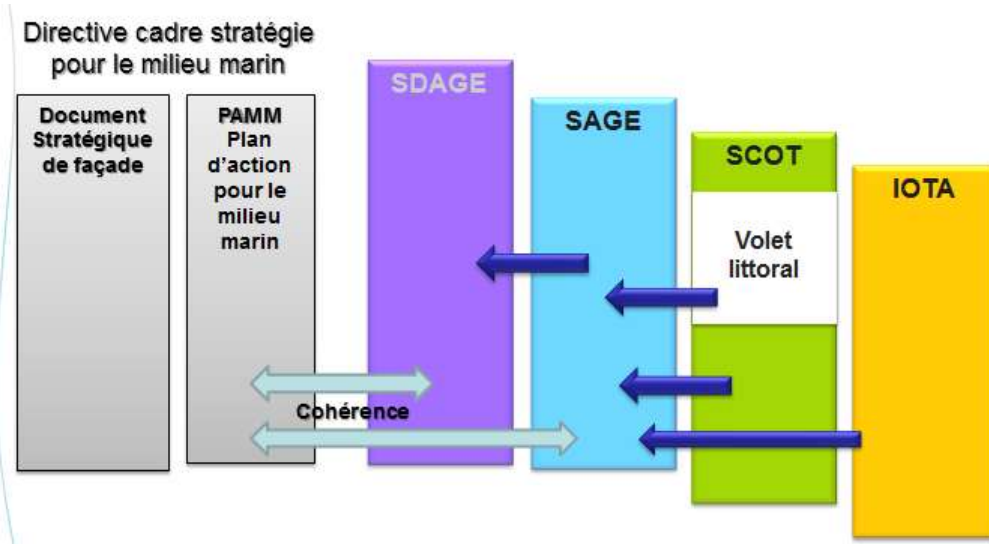 Directive cadre stratégie
pour le milieu marin
Document
Stratégique
de façade
PAMM
Plan
d'action
pour le
milieu
marin
SDAGE
SAGE
SCOT
Volet
littoral
IOTA
Cohérence